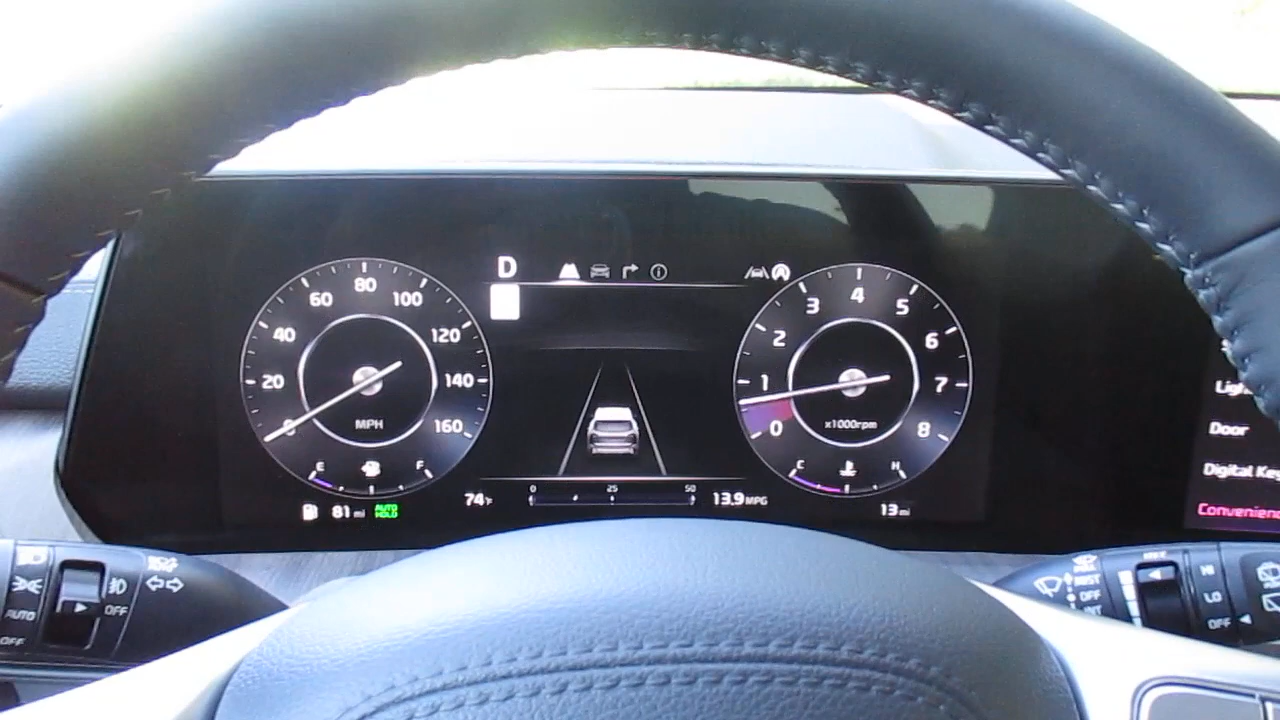 D
20
40
60
80
100
120
140
160
0
MPH
E
F
81 mi
AUTO HOLD
74°F
0 25 50
13.9 MPG
0
1
2
3
4
5
6
7
8
x1000rpm
C
H
13 mi
Door
Digital Key
AUTO
OFF
OFF
MIST
OFF
INT
HI
LO
OFF